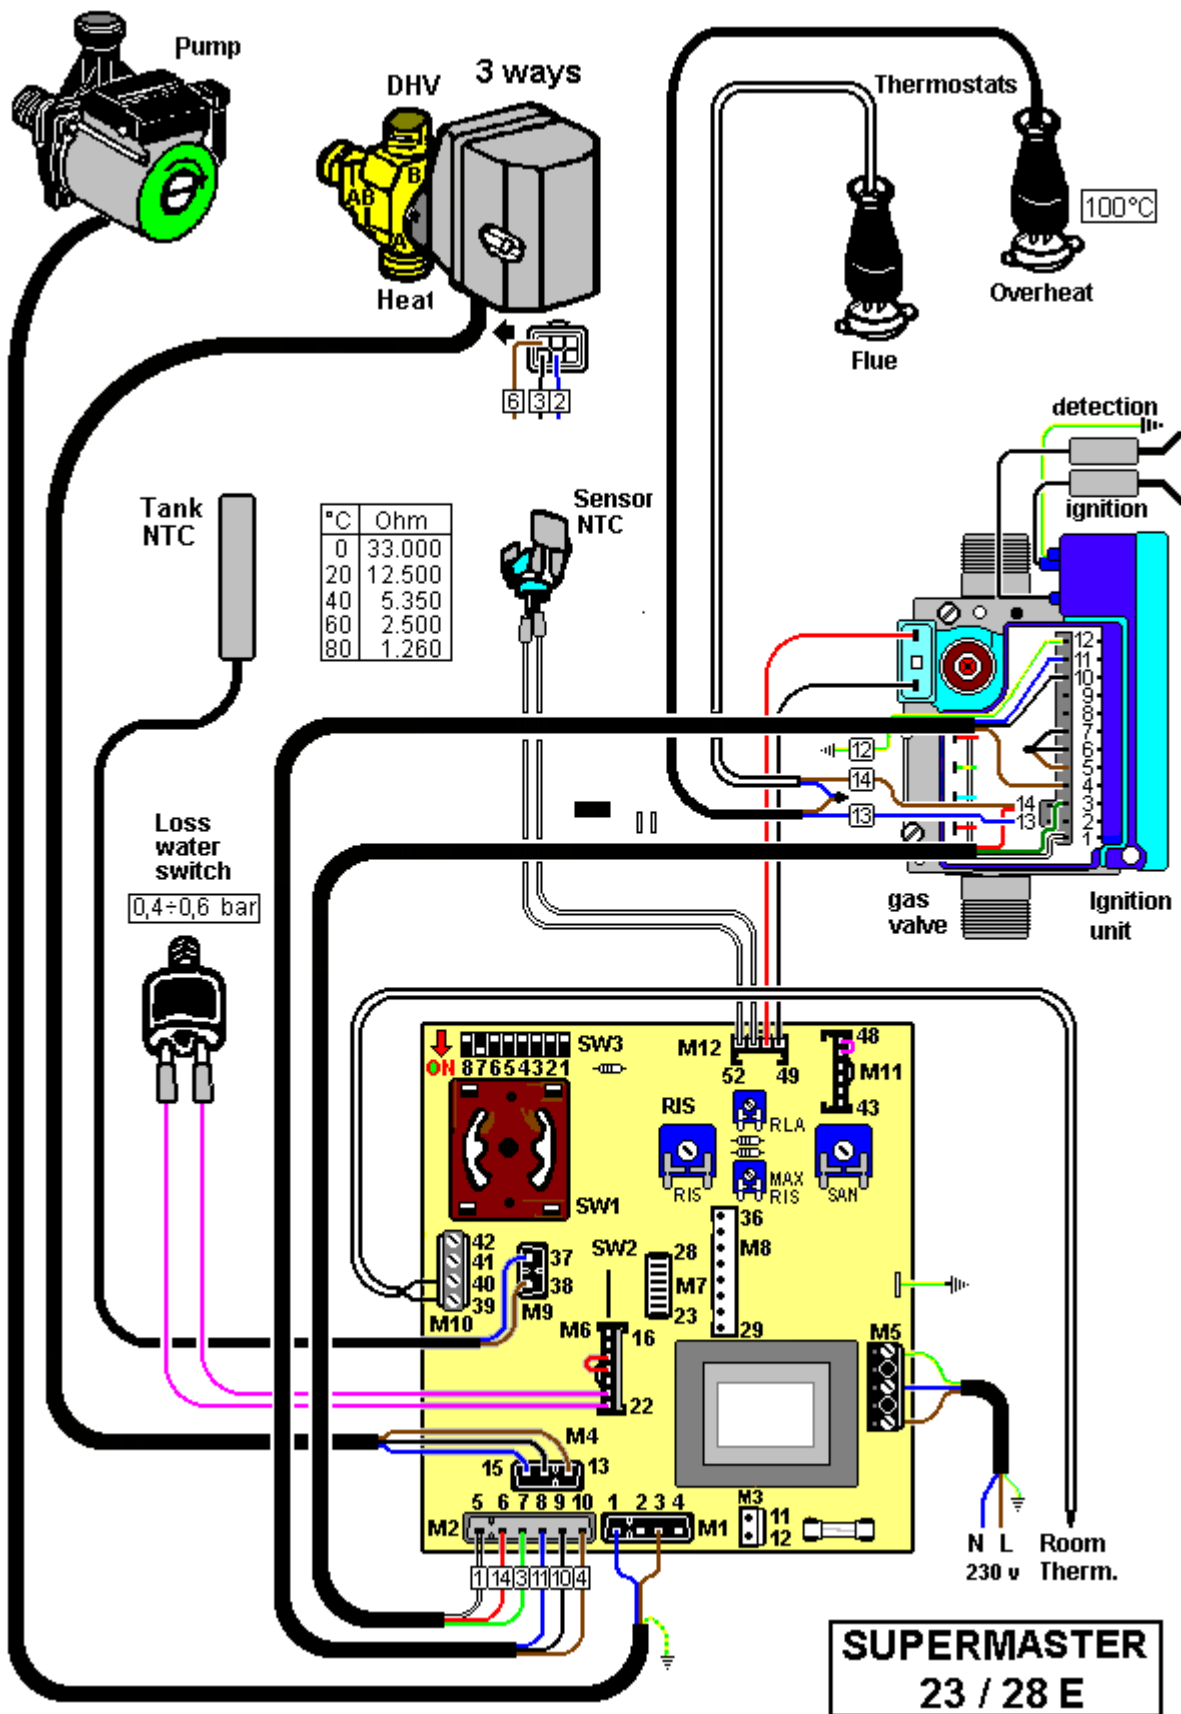 Pump
3 ways
DHV
B
AB
A
Heat
6 3 2
Thermostats
100°C
Overheat
Flue
detection
ignition
Tank
NTC
°C Ohm
0 33.000
20 12.500
40 5.350
60 2.500
80 1.260
Sensor
NTC
12
11
10
9
8
7
6
5
4
3
2
1
14
13
12
14
13
gas
valve
Ignition
unit
Loss
water
switch
0,4÷0,6 bar
ON 87654321 SW3
M12
52 49
48
M11
43
RIS
RLA
RIS
MAX
RIS
SAN
SW1
42
41
40
39
M10
37
38
M9
SW2
28
M7
23
36
M8
29
M6 16
22
M5
M4
15 13
5 6 7 8 9 10
M2
1 2 3 4
M1
M3
11
12
1 14 3 11 10 4
N L
230 v
Room
Therm.
SUPERMASTER
23 / 28 E